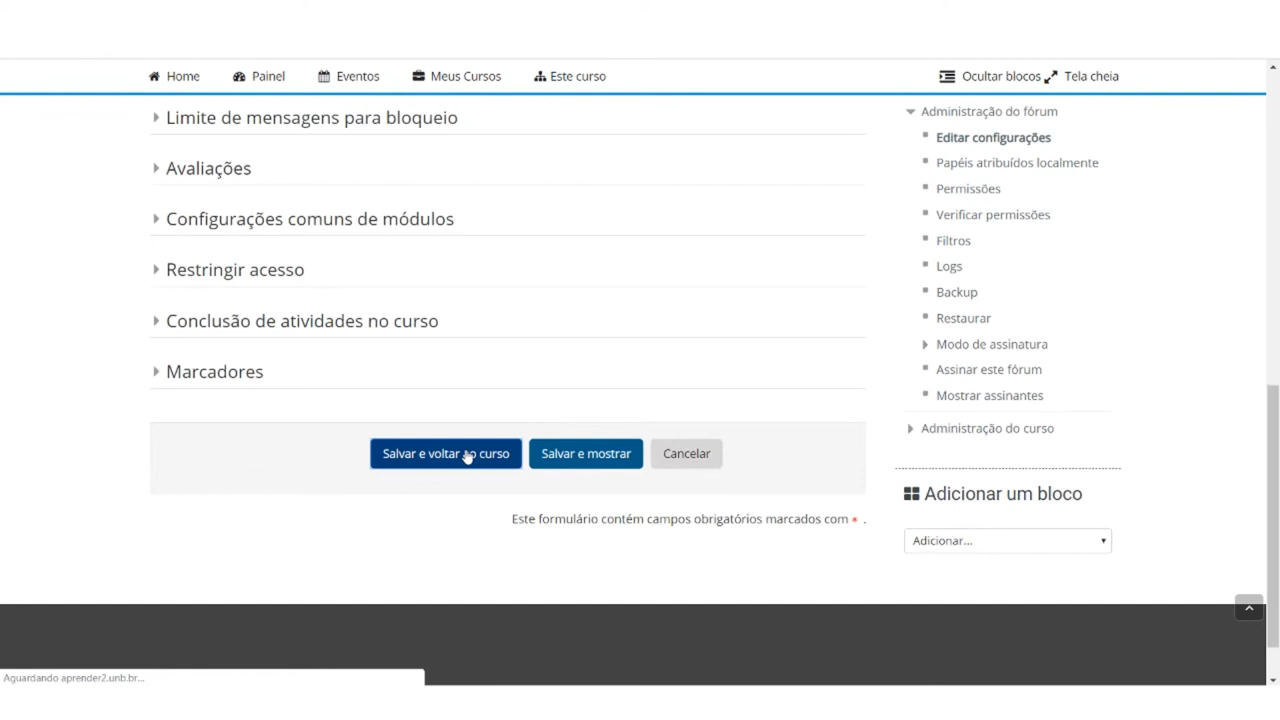 Home Painel Eventos Meus Cursos Este curso Ocultar blocos Tela cheia
Limite de mensagens para bloqueio
Avaliações
Configurações comuns de módulos
Restringir acesso
Conclusão de atividades no curso
Marcadores
Salvar e voltar ao curso Salvar e mostrar Cancelar
Este formulário contém campos obrigatórios marcados com * .
Administração do fórum
Editar configurações
Papéis atribuídos localmente
Permissões
Verificar permissões
Filtros
Logs
Backup
Restaurar
Modo de assinatura
Assinar este fórum
Mostrar assinantes
Administração do curso
Adicionar um bloco
Adicionar...
Aguardando aprender2.unb.br...